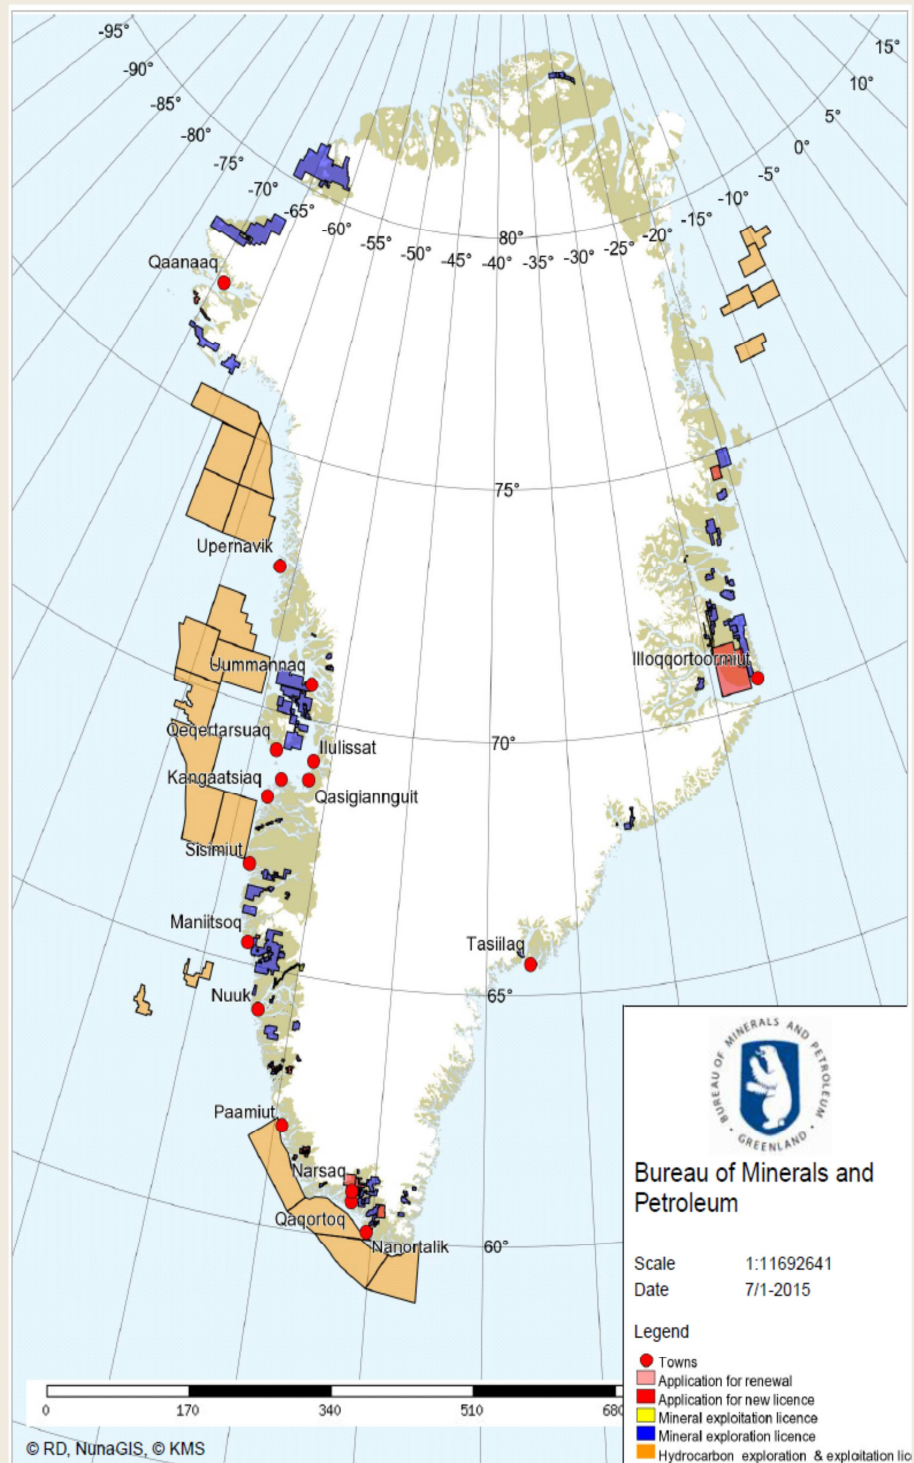 -95°
-90°
-85°
-80°
-75°
-70°
-65°
-60°
-55°
-50°
-45°
-40°
-35°
-30°
-25°
-20°
-15°
-10°
-5°
0°
5°
10°
15°
80°
Qaanaaq
75°
Upernavik
Uummannaq
Illoqqortoormiut
Qeqertarsuaq
Ilulissat
70°
Kangaatsiaq
Qasigiannguit
Sisimiut
Maniitsoq
Tasiilaq
Nuuk
65°
Paamiut
Narsaq
Qaqortoq
Nanortalik
60°
BUREAU OF MINERALS AND PETROLEUM
• GREENLAND •
Bureau of Minerals and
Petroleum
Scale 1:11692641
Date 7/1-2015
Legend
Towns
Application for renewal
Application for new licence
Mineral exploitation licence
Mineral exploration licence
Hydrocarbon exploration & exploitation lic
0 170 340 510 680
© RD, NunaGIS, © KMS